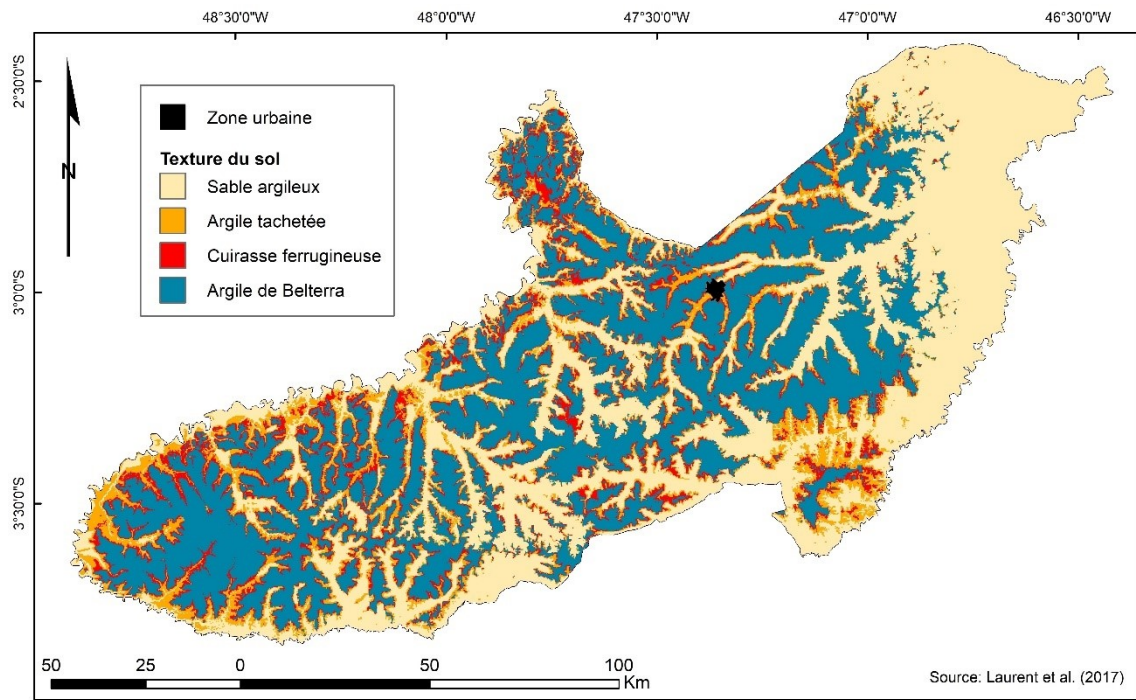 48°30'0"W 48°0'0"W 47°30'0"W 47°0'0"W 46°30'0"W
2°30'0"S
3°0'0"S
3°30'0"S
N
Zone urbaine
Texture du sol
Sable argileux
Argile tachetée
Cuirasse ferrugineuse
Argile de Belterra
50 25 0 50 100
Km
Source: Laurent et al. (2017)